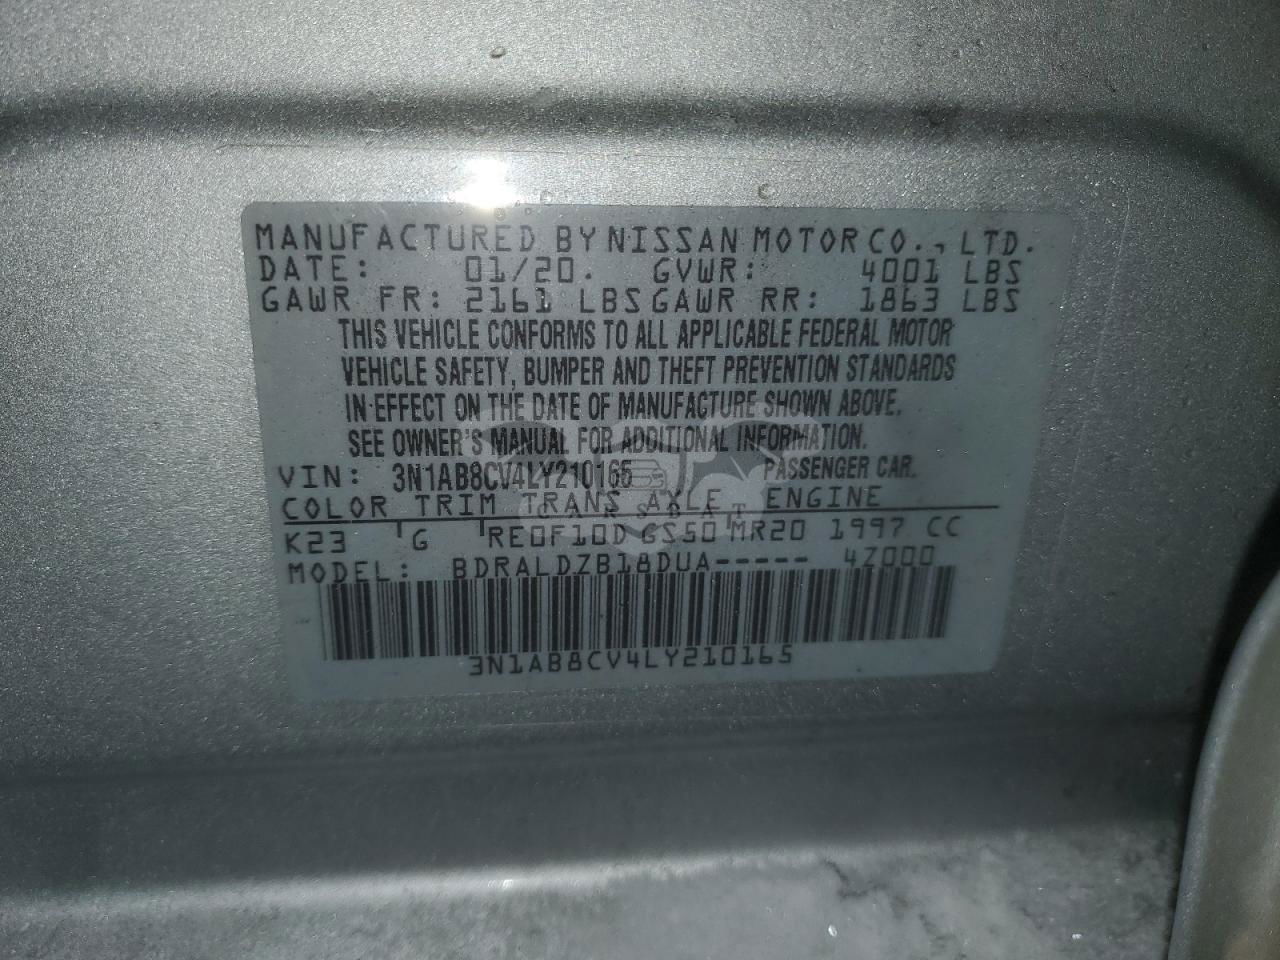 MANUFACTURED BY NISSAN MOTOR CO., LTD.
DATE: 01/20. GVWR: 4001 LBS
GAWR FR: 2161 LBS GAWR RR: 1863 LBS
THIS VEHICLE CONFORMS TO ALL APPLICABLE FEDERAL MOTOR
VEHICLE SAFETY, BUMPER AND THEFT PREVENTION STANDARDS
IN EFFECT ON THE DATE OF MANUFACTURE SHOWN ABOVE.
SEE OWNER'S MANUAL FOR ADDITIONAL INFORMATION.
VIN: 3N1AB8CV4LY210165 PASSENGER CAR.
COLOR TRIM TRANS AXLE ENGINE
CARSBAT
K23 G RE0F10D GS50 MR20 1997 CC
MODEL: BDRALDZB18DUA----- 4Z000
3N1AB8CV4LY210165